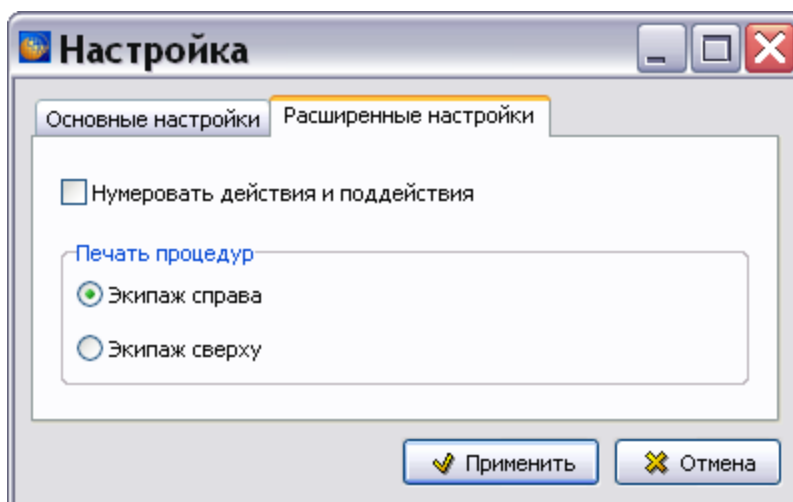 Настройка
Основные настройки
Расширенные настройки
Нумеровать действия и поддействия
Печать процедур
Экипаж справа
Экипаж сверху
Применить
Отмена